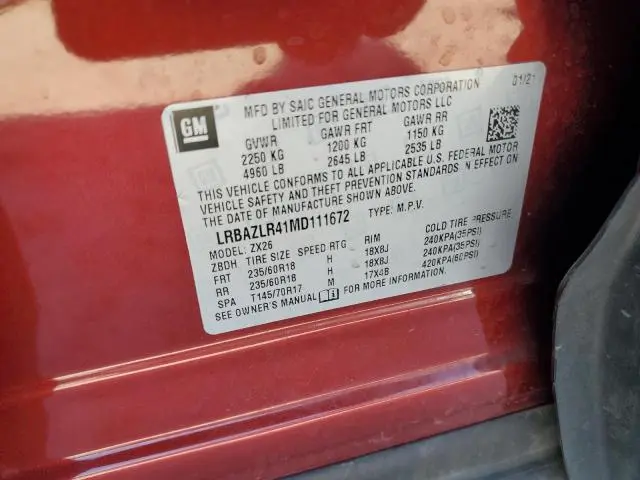 GM
MFD BY SAIC GENERAL MOTORS CORPORATION 01/21
LIMITED FOR GENERAL MOTORS LLC
GVWR GAWR FRT GAWR RR
2250 KG 1200 KG 1150 KG
4960 LB 2645 LB 2535 LB
THIS VEHICLE CONFORMS TO ALL APPLICABLE U.S. FEDERAL MOTOR
VEHICLE SAFETY AND THEFT PREVENTION STANDARDS IN EFFECT ON
THE DATE OF MANUFACTURE SHOWN ABOVE.
LRBAZLR41MD111672 TYPE: M.P.V.
MODEL: ZX26
ZBDH TIRE SIZE SPEED RTG RIM COLD TIRE PRESSURE
FRT 235/60R18 H 18X8J 240KPA(35PSI)
RR 235/60R18 H 18X8J 240KPA(35PSI)
SPA T145/70R17 M 17X4B 420KPA(60PSI)
SEE OWNER'S MANUAL FOR MORE INFORMATION.